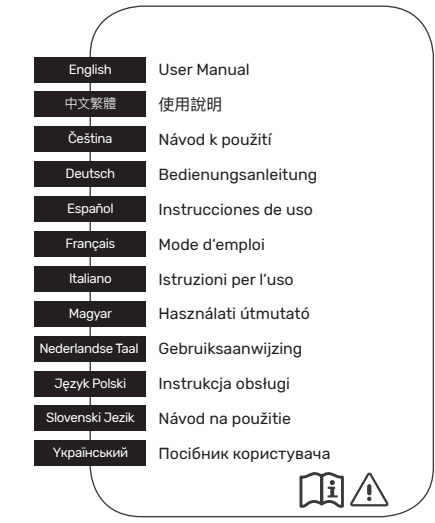 English User Manual
中文繁體 使用說明
Čeština Návod k použití
Deutsch Bedienungsanleitung
Español Instrucciones de uso
Français Mode d’emploi
Italiano Istruzioni per l’uso
Magyar Használati útmutató
Nederlandse Taal Gebruiksaanwijzing
Język Polski Instrukcja obsługi
Slovenski Jezik Návod na použitie
Український Посібник користувача